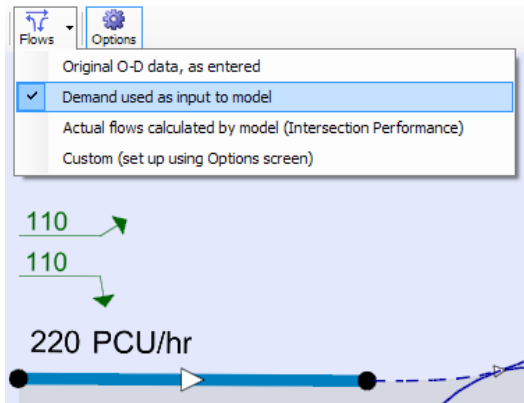 Flows
Options
Original O-D data, as entered
Demand used as input to model
Actual flows calculated by model (Intersection Performance)
Custom (set up using Options screen)
110
110
220 PCU/hr